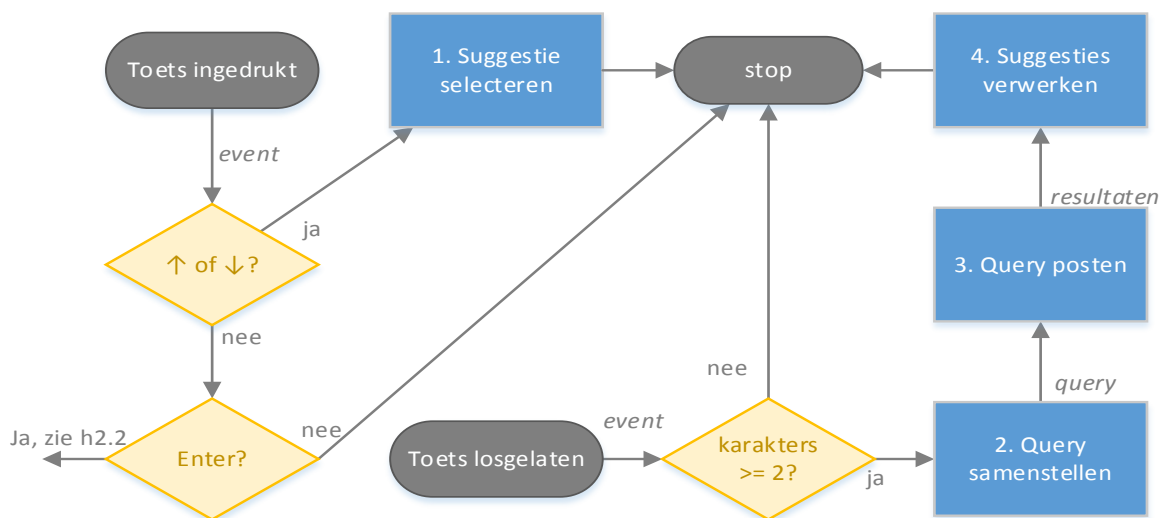 Toets ingedrukt
1. Suggestie
selecteren
stop
4. Suggesties
verwerken
event
ja
resultaten
↑ of ↓?
3. Query posten
nee
nee
query
Ja, zie h2.2
Enter?
nee
event
Toets losgelaten
karakters
>= 2?
ja
2. Query
samenstellen